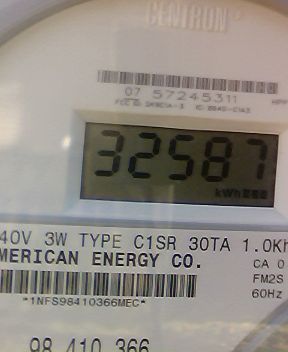 CENTRON®
07 57245311
32587
kWh
40V 3W TYPE C1SR 30TA 1.0Kh
MERICAN ENERGY CO.
CA 0
FM2S
60Hz
*1NFS98410366MEC*
98 410 366